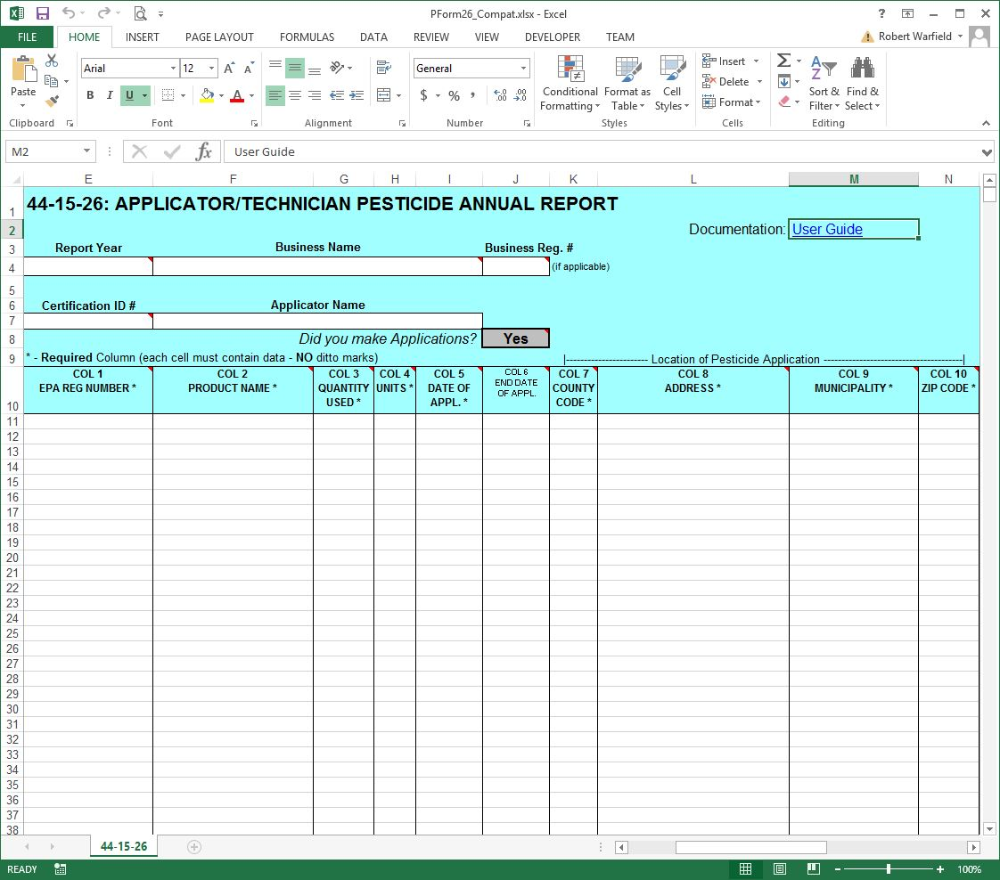 PForm26_Compat.xlsx - Excel
?
FILE HOME INSERT PAGE LAYOUT FORMULAS DATA REVIEW VIEW DEVELOPER TEAM Robert Warfield
Paste
Clipboard
Arial 12
B I U A
Font
Alignment
General
$ % ,
Number
Conditional Formatting
Format as Table
Cell Styles
Styles
Insert
Delete
Format
Cells
Sort & Filter
Find & Select
Editing
M2 fx User Guide
E F G H I J K L M N
1 44-15-26: APPLICATOR/TECHNICIAN PESTICIDE ANNUAL REPORT
2 Documentation: User Guide
3 Report Year Business Name Business Reg. #
4 (if applicable)
5
6 Certification ID # Applicator Name
7
8 Did you make Applications? Yes
9 * - Required Column (each cell must contain data - NO ditto marks) |----------------------- Location of Pesticide Application ---------------------------------------|
10
COL 1
EPA REG NUMBER *
COL 2
PRODUCT NAME *
COL 3
QUANTITY
USED *
COL 4
UNITS *
COL 5
DATE OF
APPL. *
COL 6
END DATE
OF APPL.
COL 7
COUNTY
CODE *
COL 8
ADDRESS *
COL 9
MUNICIPALITY *
COL 10
ZIP CODE *
11
12
13
14
15
16
17
18
19
20
21
22
23
24
25
26
27
28
29
30
31
32
33
34
35
36
37
38
44-15-26
READY 100%